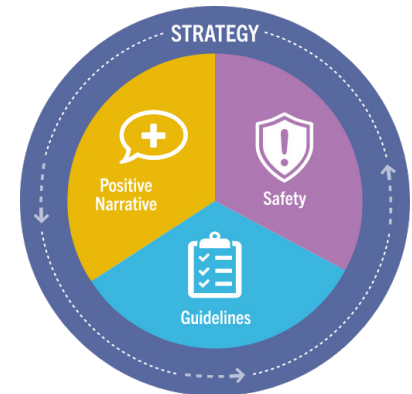 STRATEGY
Positive
Narrative
Safety
Guidelines